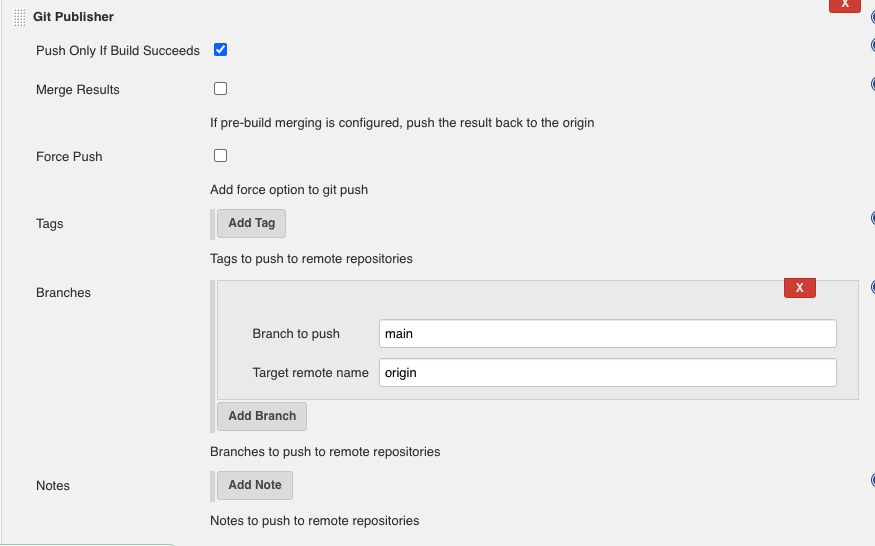 X
Git Publisher
Push Only If Build Succeeds
Merge Results
If pre-build merging is configured, push the result back to the origin
Force Push
Add force option to git push
Tags
Add Tag
Tags to push to remote repositories
Branches
X
Branch to push
main
Target remote name
origin
Add Branch
Branches to push to remote repositories
Notes
Add Note
Notes to push to remote repositories